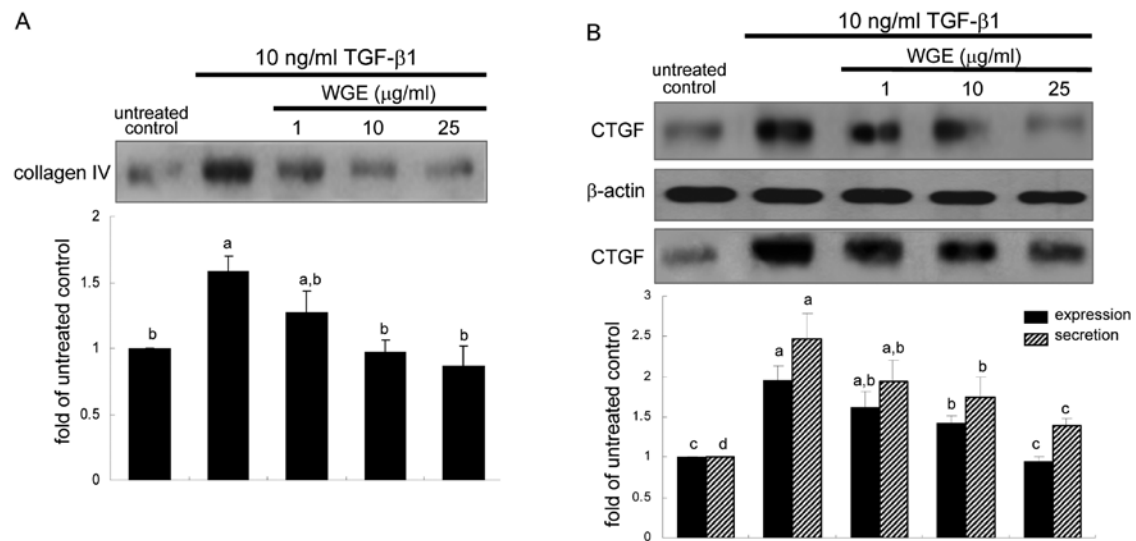 A
10 ng/ml TGF-β1
WGE (μg/ml)
untreated
control
1 10 25
collagen IV
fold of untreated control
2
1.5
1
0.5
0
b a a,b b b
B
10 ng/ml TGF-β1
WGE (μg/ml)
untreated
control
1 10 25
CTGF
β-actin
CTGF
fold of untreated control
3
2.5
2
1.5
1
0.5
0
c d a a a,b a,b b b c c
expression
secretion